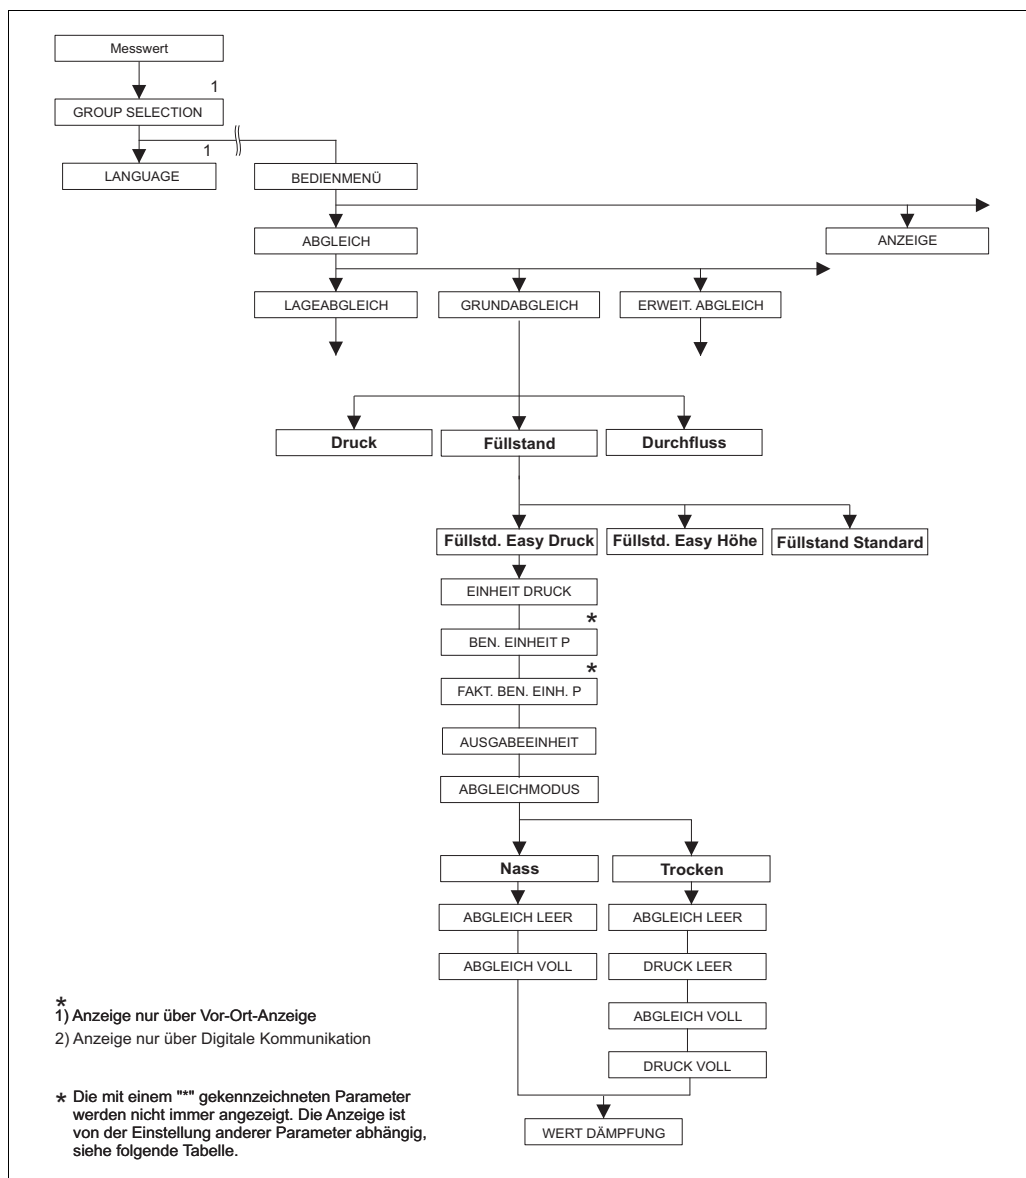 Messwert
1
GROUP SELECTION
1
LANGUAGE
BEDIENMENÜ
ABGLEICH
ANZEIGE
LAGEABGLEICH
GRUNDABGLEICH
ERWEIT. ABGLEICH
Druck
Füllstand
Durchfluss
Füllstd. Easy Druck
Füllstd. Easy Höhe
Füllstand Standard
EINHEIT DRUCK
*
BEN. EINHEIT P
*
FAKT. BEN. EINH. P
AUSGABEEINHEIT
ABGLEICHMODUS
Nass
Trocken
ABGLEICH LEER
ABGLEICH LEER
ABGLEICH VOLL
DRUCK LEER
ABGLEICH VOLL
DRUCK VOLL
WERT DÄMPFUNG
*
1) Anzeige nur über Vor-Ort-Anzeige
2) Anzeige nur über Digitale Kommunikation
* Die mit einem "*" gekennzeichneten Parameter
werden nicht immer angezeigt. Die Anzeige ist
von der Einstellung anderer Parameter abhängig,
siehe folgende Tabelle.